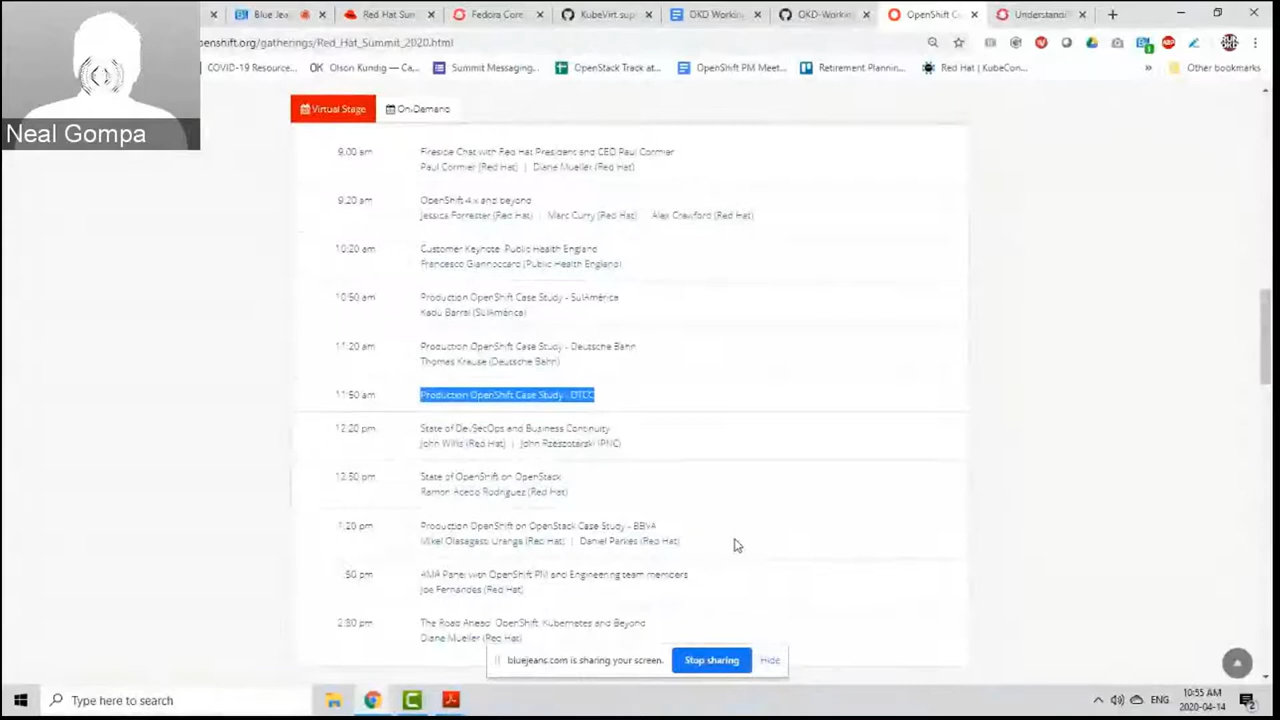 Blue Jea
Red Hat Sum
Fedora Core
KubeVirt sup
OKD Workin
OKD-Workin
OpenShift C
Understandi
penshift.org/gatherings/Red_Hat_Summit_2020.html
COVID-19 Resource...
OK Olson Kundig — Ca...
Summit Messaging...
OpenStack Track at...
OpenShift PM Meet...
Retirement Plannin...
Red Hat | KubeCon...
»
Other bookmarks
Neal Gompa
Virtual Stage
On-Demand
9:00 am
Fireside Chat with Red Hat President and CEO Paul Cormier
Paul Cormier (Red Hat) | Diane Mueller (Red Hat)
9:20 am
OpenShift 4.x and beyond
Jessica Forrester (Red Hat) | Marc Curry (Red Hat) Alex Crawford (Red Hat)
10:20 am
Customer Keynote: Public Health England
Francesco Giannoccaro (Public Health England)
10:50 am
Production OpenShift Case Study - SulAmérica
Kadu Barral (SulAmérica)
11:20 am
Production OpenShift Case Study - Deutsche Bahn
Thomas Krause (Deutsche Bahn)
11:50 am
Production OpenShift Case Study - DTCC
12:20 pm
State of DevSecOps and Business Continuity
John Willis (Red Hat) | John Rzeszotarski (PNC)
12:50 pm
State of OpenShift on OpenStack
Ramon Acedo Rodriguez (Red Hat)
1:20 pm
Production OpenShift on OpenStack Case Study - BBVA
Mikel Olasagasti Uranga (Red Hat) | Daniel Parkes (Red Hat)
:50 pm
AMA Panel with OpenShift PM and Engineering team members
Joe Fernandes (Red Hat)
2:30 pm
The Road Ahead: OpenShift, Kubernetes and Beyond
Diane Mueller (Red Hat)
bluejeans.com is sharing your screen.
Stop sharing
Hide
Type here to search
ENG
10:55 AM
2020-04-14